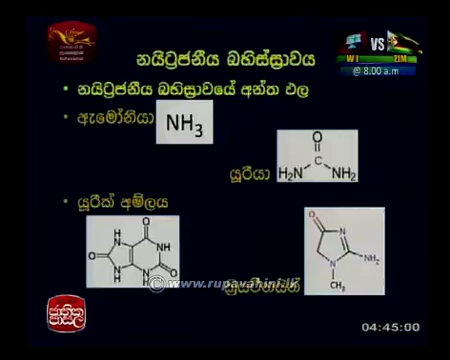 VS
W I
ZIM
@ 8.00 a.m
නයිට්‍රජනීය බහිස්ස්‍රාවය
• නයිට්‍රජනීය බහිස්‍රාවයේ අන්ත ඵල
• ඇමෝනියා
NH3
යූරියා
O
C
H2N
NH2
• යූරික් අම්ලය
O
H
N
NH
O
N
H
N
H
O
O
N
NH2
N
CH3
© www.rupavahini.lk
ජාතික
පාසල
04:45:00